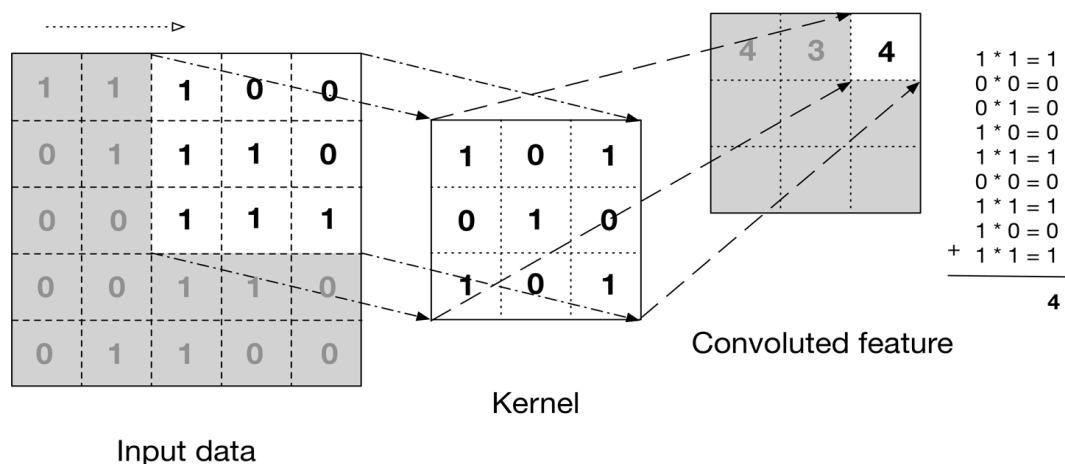 1 1 1 0 0
0 1 1 1 0
0 0 1 1 1
0 0 1 1 0
0 1 1 0 0
Input data
1 0 1
0 1 0
1 0 1
Kernel
4 3 4
Convoluted feature
1 * 1 = 1
0 * 0 = 0
0 * 1 = 0
1 * 0 = 0
1 * 1 = 1
0 * 0 = 0
1 * 1 = 1
1 * 0 = 0
+ 1 * 1 = 1
4